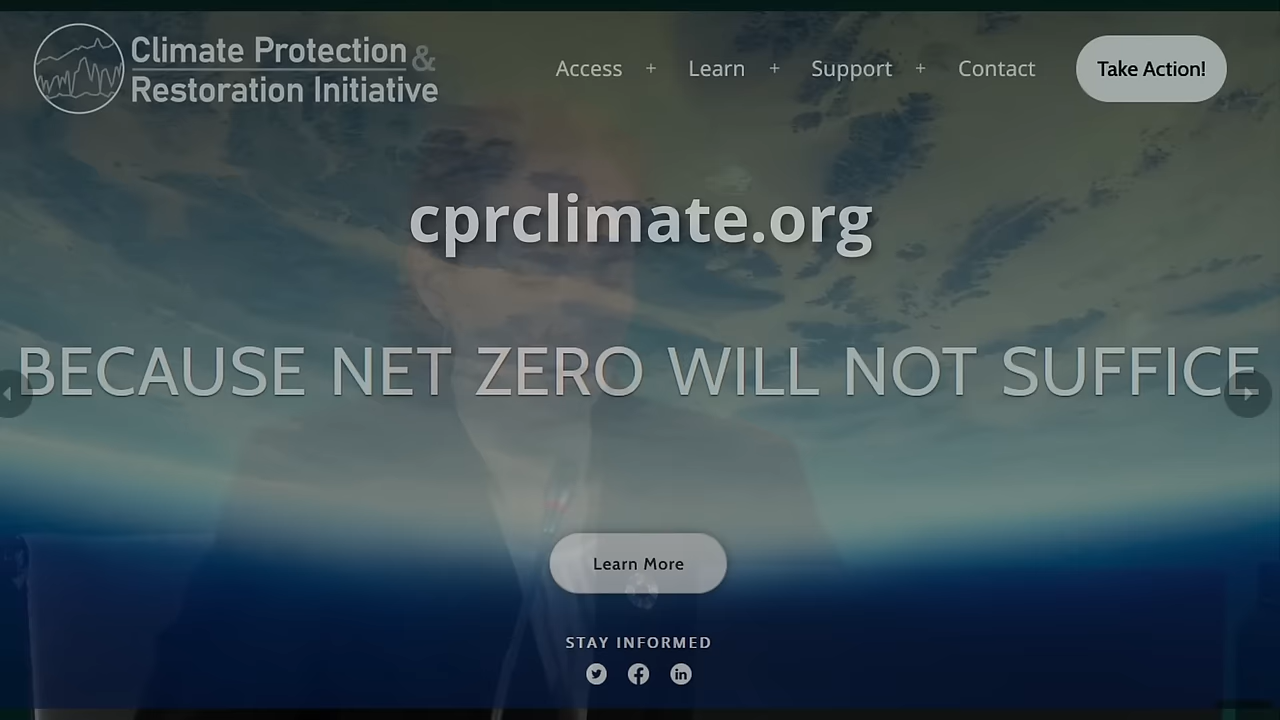 Climate Protection &
Restoration Initiative
Access + Learn + Support + Contact Take Action!
cprclimate.org
BECAUSE NET ZERO WILL NOT SUFFICE
Learn More
STAY INFORMED